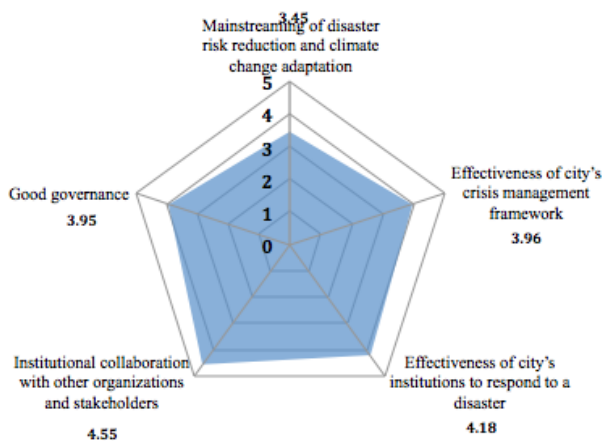 3.45
Mainstreaming of disaster
risk reduction and climate
change adaptation
5
4
3
2
1
0
Effectiveness of city's
crisis management
framework
3.96
Good governance
3.95
Institutional collaboration
with other organizations
and stakeholders
4.55
Effectiveness of city's
institutions to respond to a
disaster
4.18